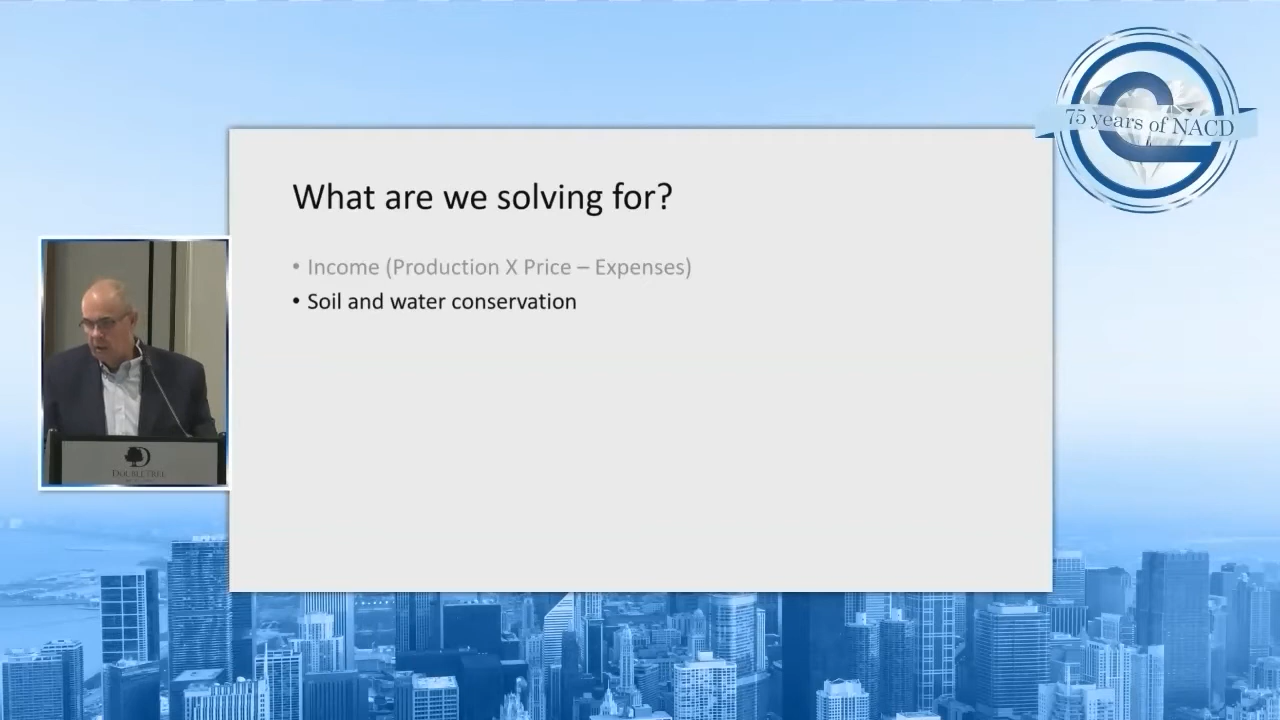 75 years of NACD
What are we solving for?
• Income (Production X Price – Expenses)
• Soil and water conservation
DOUBLETREE